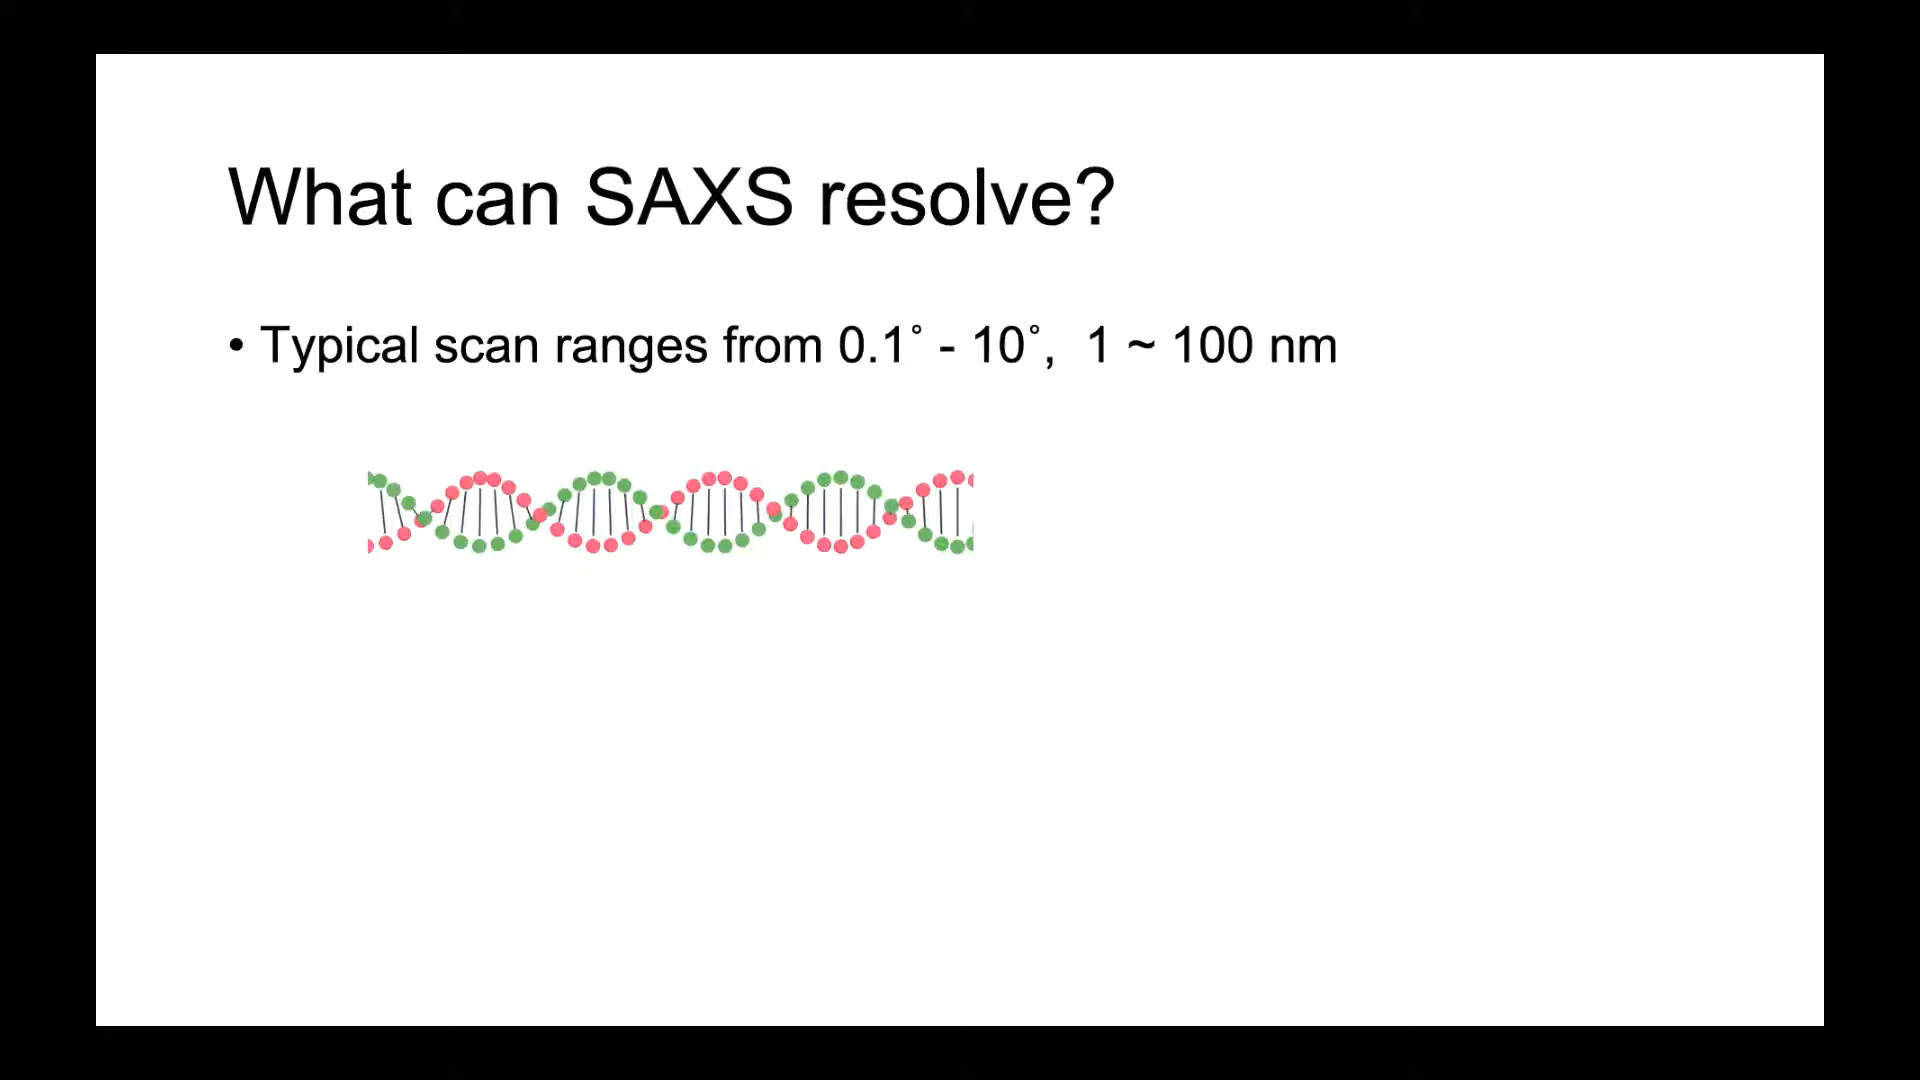 What can SAXS resolve?
• Typical scan ranges from 0.1˚ - 10˚, 1 ~ 100 nm